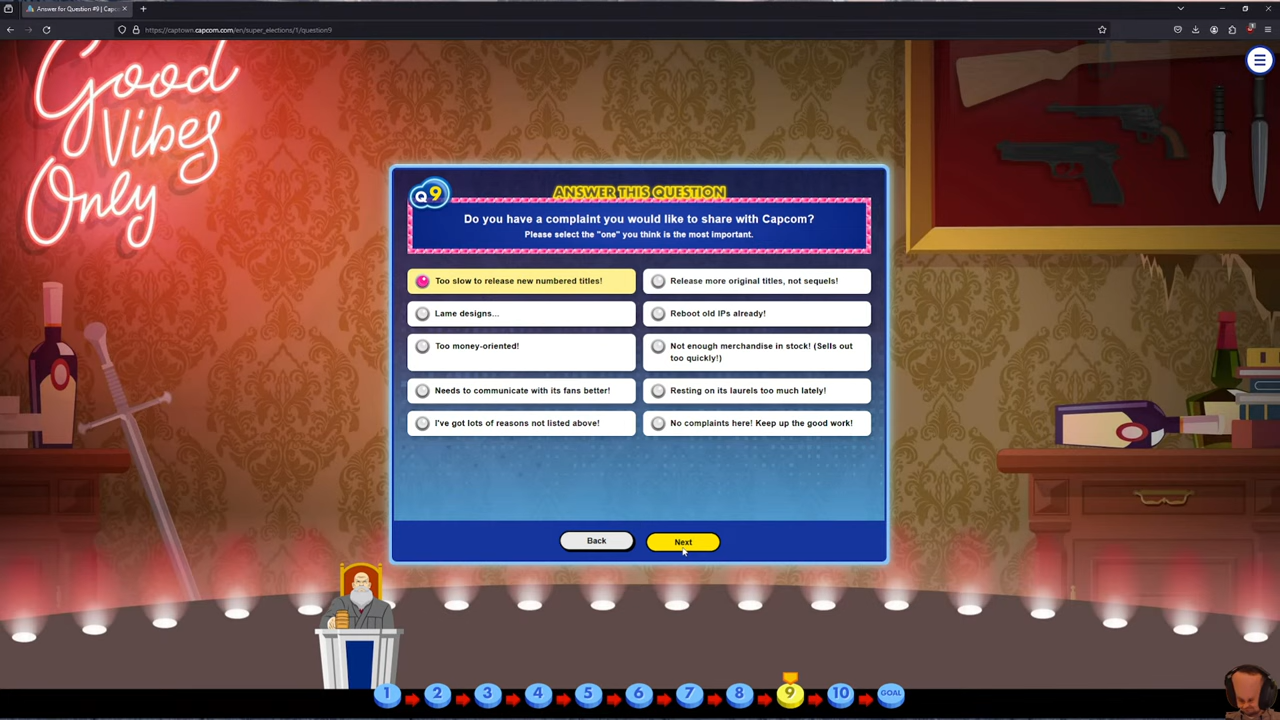 Answer for Question #9 | Capco
https://captown.capcom.com/en/super_elections/1/question9
Good
Vibes
Only
Q9
ANSWER THIS QUESTION
Do you have a complaint you would like to share with Capcom?
Please select the "one" you think is the most important.
Too slow to release new numbered titles!
Release more original titles, not sequels!
Lame designs...
Reboot old IPs already!
Too money-oriented!
Not enough merchandise in stock! (Sells out
too quickly!)
Needs to communicate with its fans better!
Resting on its laurels too much lately!
I've got lots of reasons not listed above!
No complaints here! Keep up the good work!
Back
Next
1 2 3 4 5 6 7 8 9 10 GOAL